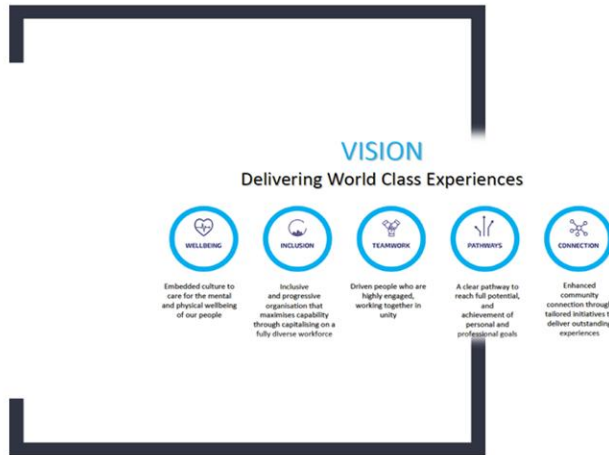 VISION
Delivering World Class Experiences
WELLBEING
INCLUSION
TEAMWORK
PATHWAYS
CONNECTION
Embedded culture to
care for the mental
and physical wellbeing
of our people
Inclusive
and progressive
organisation that
maximises capability
through capitalising on a
fully diverse workforce
Driven people who are
highly engaged,
working together in
unity
A clear pathway to
reach full potential,
and
achievement of
personal and
professional goals
Enhanced
community
connection through
tailored initiatives t
deliver outstanding
experiences